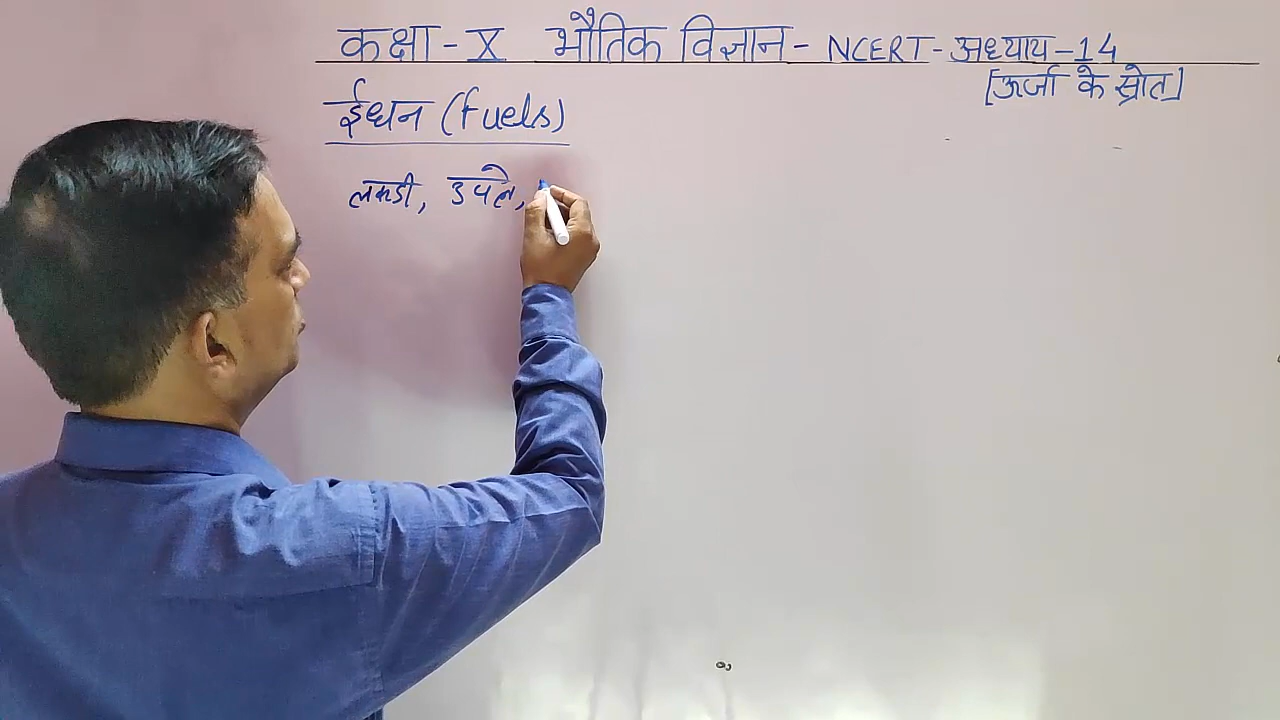 कक्षा - X भौतिक विज्ञान - NCERT - अध्याय - 14
[ऊर्जा के स्रोत]
ईधन (fuels)
लकडी, उपले,